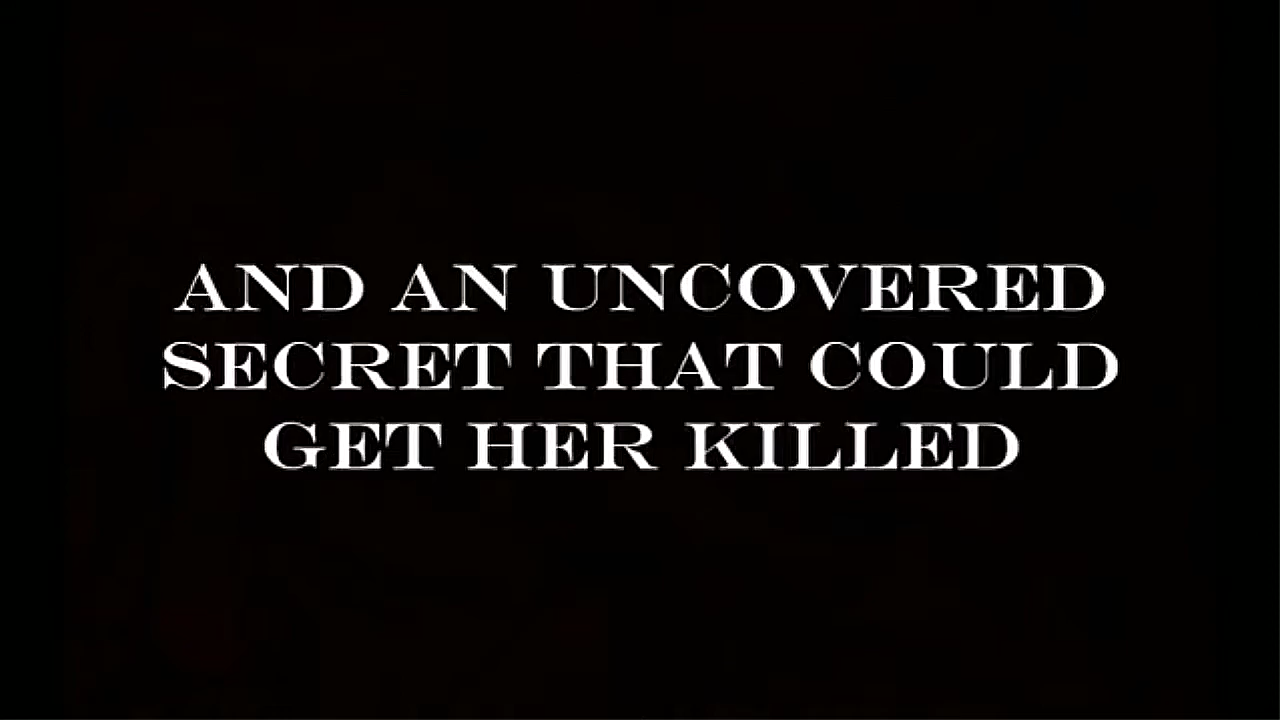 AND AN UNCOVERED
SECRET THAT COULD
GET HER KILLED